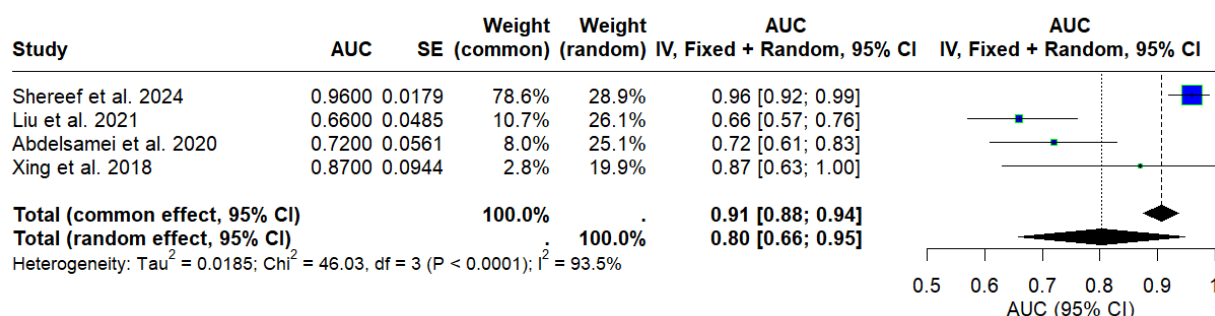 Weight Weight AUC AUC
Study AUC SE (common) (random) IV, Fixed + Random, 95% CI IV, Fixed + Random, 95% CI
Shereef et al. 2024 0.9600 0.0179 78.6% 28.9% 0.96 [0.92; 0.99]
Liu et al. 2021 0.6600 0.0485 10.7% 26.1% 0.66 [0.57; 0.76]
Abdelsamei et al. 2020 0.7200 0.0561 8.0% 25.1% 0.72 [0.61; 0.83]
Xing et al. 2018 0.8700 0.0944 2.8% 19.9% 0.87 [0.63; 1.00]
Total (common effect, 95% CI) 100.0% . 0.91 [0.88; 0.94]
Total (random effect, 95% CI) . 100.0% 0.80 [0.66; 0.95]
Heterogeneity: Tau² = 0.0185; Chi² = 46.03, df = 3 (P < 0.0001); I² = 93.5%
0.5 0.6 0.7 0.8 0.9 1
AUC (95% CI)